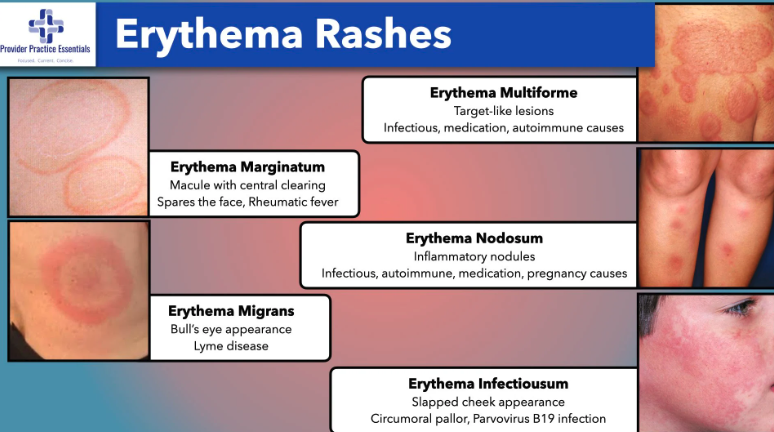 Provider Practice Essentials
Focused. Current. Concise.
Erythema Rashes
Erythema Multiforme
Target-like lesions
Infectious, medication, autoimmune causes
Erythema Marginatum
Macule with central clearing
Spares the face, Rheumatic fever
Erythema Nodosum
Inflammatory nodules
Infectious, autoimmune, medication, pregnancy causes
Erythema Migrans
Bull's eye appearance
Lyme disease
Erythema Infectiousum
Slapped cheek appearance
Circumoral pallor, Parvovirus B19 infection